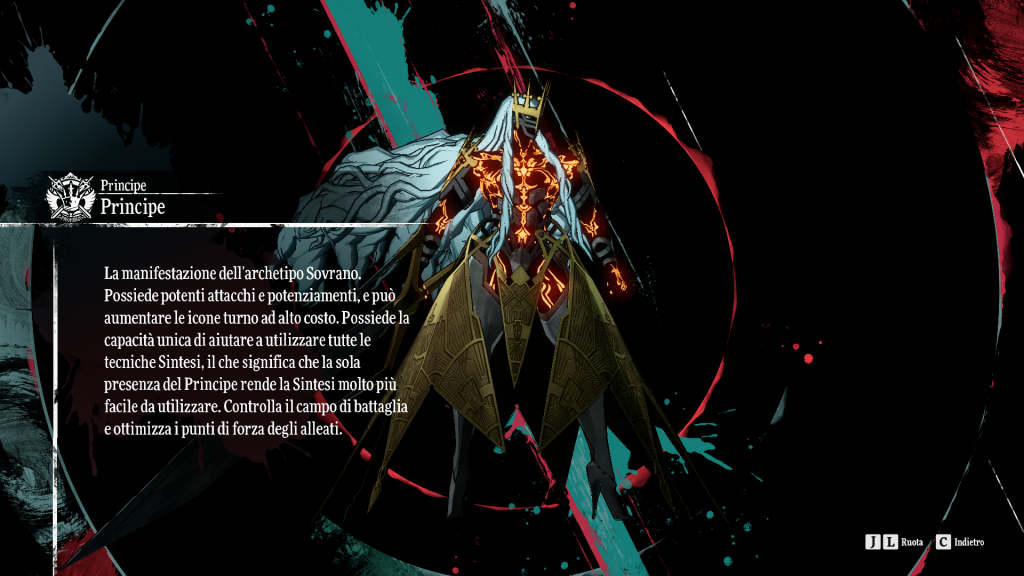 Principe
Principe
La manifestazione dell'archetipo Sovrano.
Possiede potenti attacchi e potenziamenti, e può
aumentare le icone turno ad alto costo. Possiede la
capacità unica di aiutare a utilizzare tutte le
tecniche Sintesi, il che significa che la sola
presenza del Principe rende la Sintesi molto più
facile da utilizzare. Controlla il campo di battaglia
e ottimizza i punti di forza degli alleati.
J L Ruota C Indietro